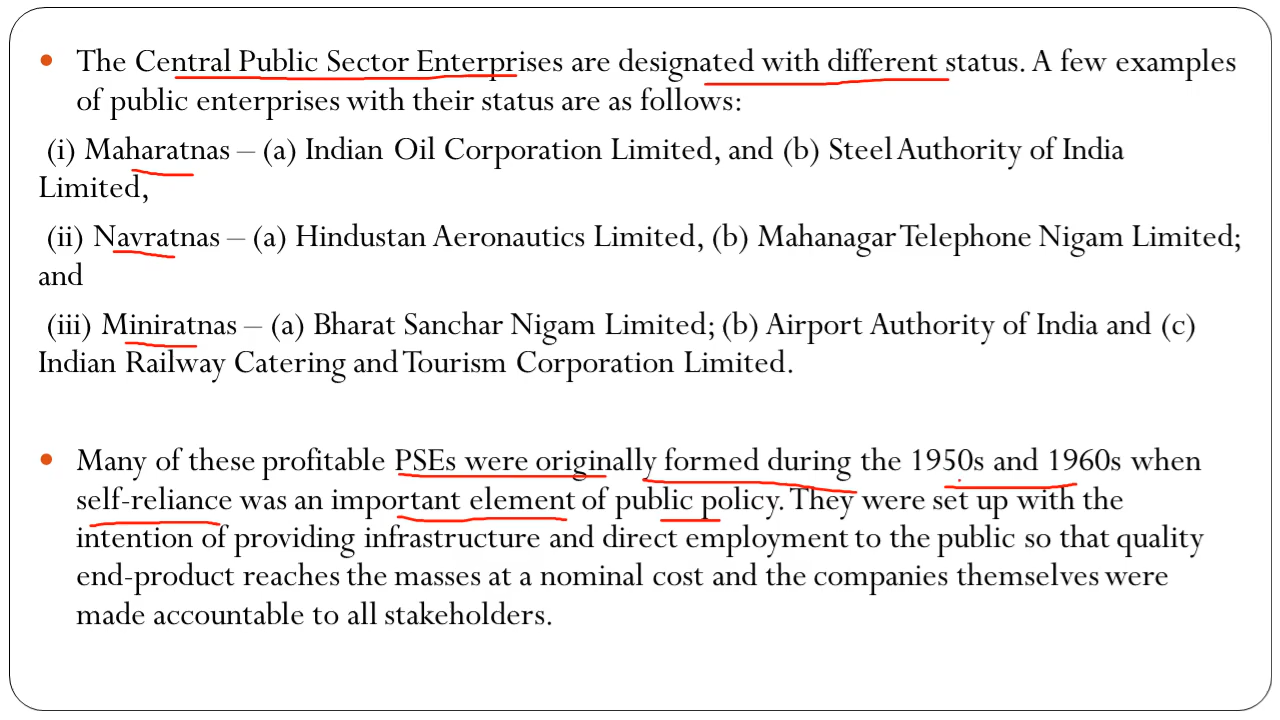 • The Central Public Sector Enterprises are designated with different status. A few examples
of public enterprises with their status are as follows:
(i) Maharatnas – (a) Indian Oil Corporation Limited, and (b) Steel Authority of India
Limited,
(ii) Navratnas – (a) Hindustan Aeronautics Limited, (b) Mahanagar Telephone Nigam Limited;
and
(iii) Miniratnas – (a) Bharat Sanchar Nigam Limited; (b) Airport Authority of India and (c)
Indian Railway Catering and Tourism Corporation Limited.
• Many of these profitable PSEs were originally formed during the 1950s and 1960s when
self-reliance was an important element of public policy. They were set up with the
intention of providing infrastructure and direct employment to the public so that quality
end-product reaches the masses at a nominal cost and the companies themselves were
made accountable to all stakeholders.